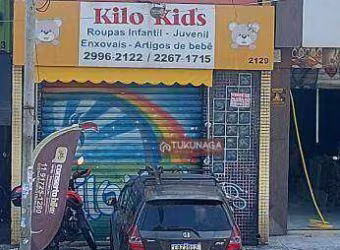 Kilo Kids
Roupas Infantil - Juvenil
Enxovais - Artigos de bebê
2996-2122 / 2267-1715
2129
TUKUNAGA